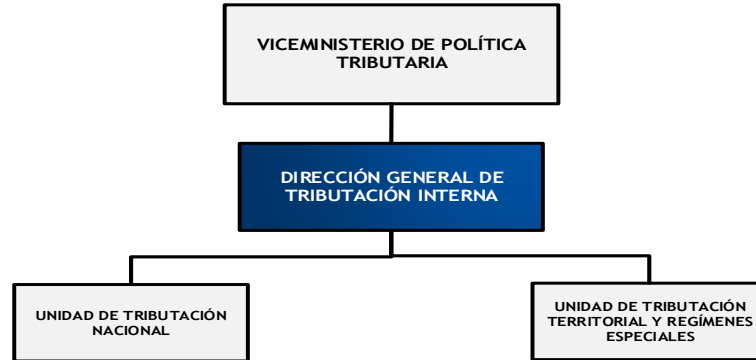 VICEMINISTERIO DE POLÍTICA
TRIBUTARIA
DIRECCIÓN GENERAL DE
TRIBUTACIÓN INTERNA
UNIDAD DE TRIBUTACIÓN
NACIONAL
UNIDAD DE TRIBUTACIÓN
TERRITORIAL Y REGÍMENES
ESPECIALES